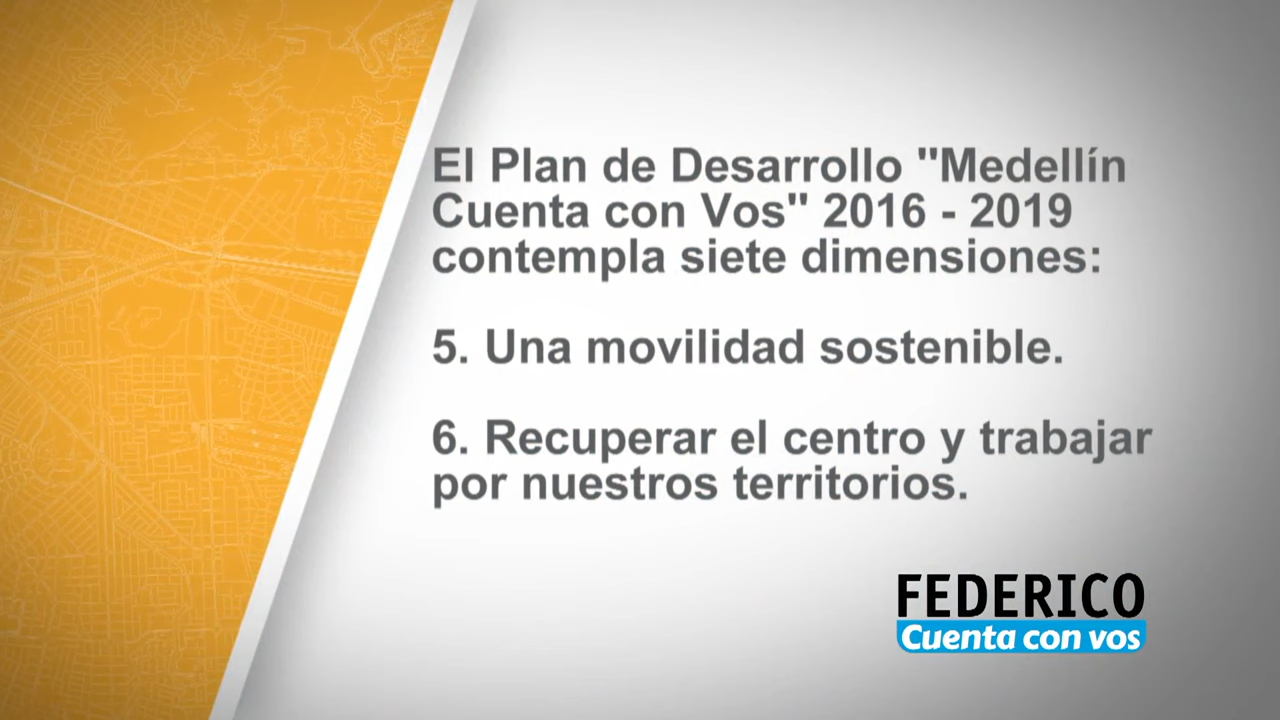 El Plan de Desarrollo "Medellín
Cuenta con Vos" 2016 - 2019
contempla siete dimensiones:
5. Una movilidad sostenible.
6. Recuperar el centro y trabajar
por nuestros territorios.
FEDERICO
Cuenta con vos